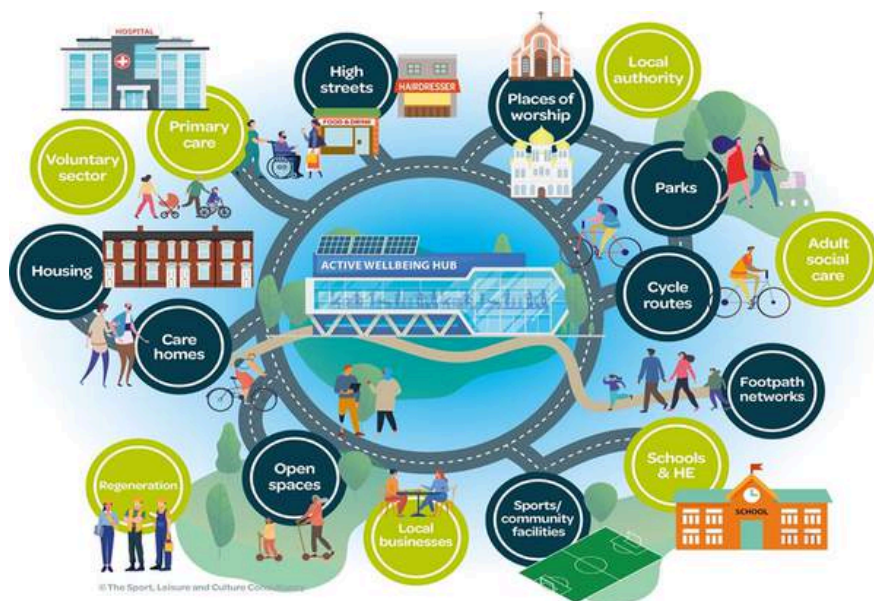 HOSPITAL
High
streets
HAIRDRESSER
FOOD & DRINK
Places of
worship
Local
authority
Primary
care
Voluntary
sector
Parks
Housing
ACTIVE WELLBEING HUB
Adult
social
care
Cycle
routes
Care
homes
Footpath
networks
Regeneration
Open
spaces
Local
businesses
Sports/
community
facilities
Schools
& HE
SCHOOL
© The Sport, Leisure and Culture Consultancy